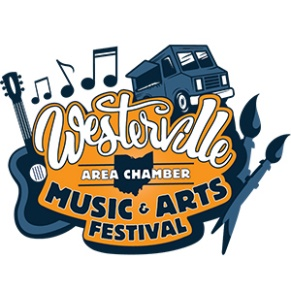 Westerville
AREA CHAMBER
MUSIC & ARTS
FESTIVAL